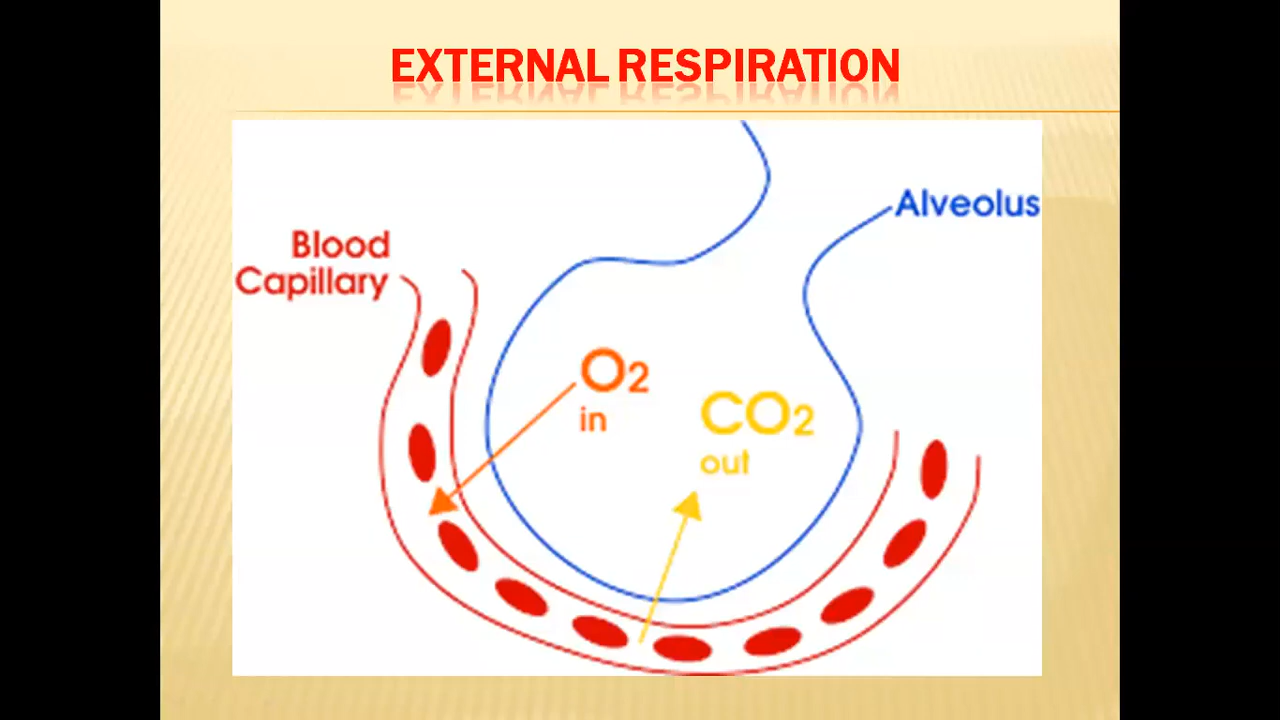 EXTERNAL RESPIRATION
Alveolus
Blood
Capillary
O2
in
CO2
out